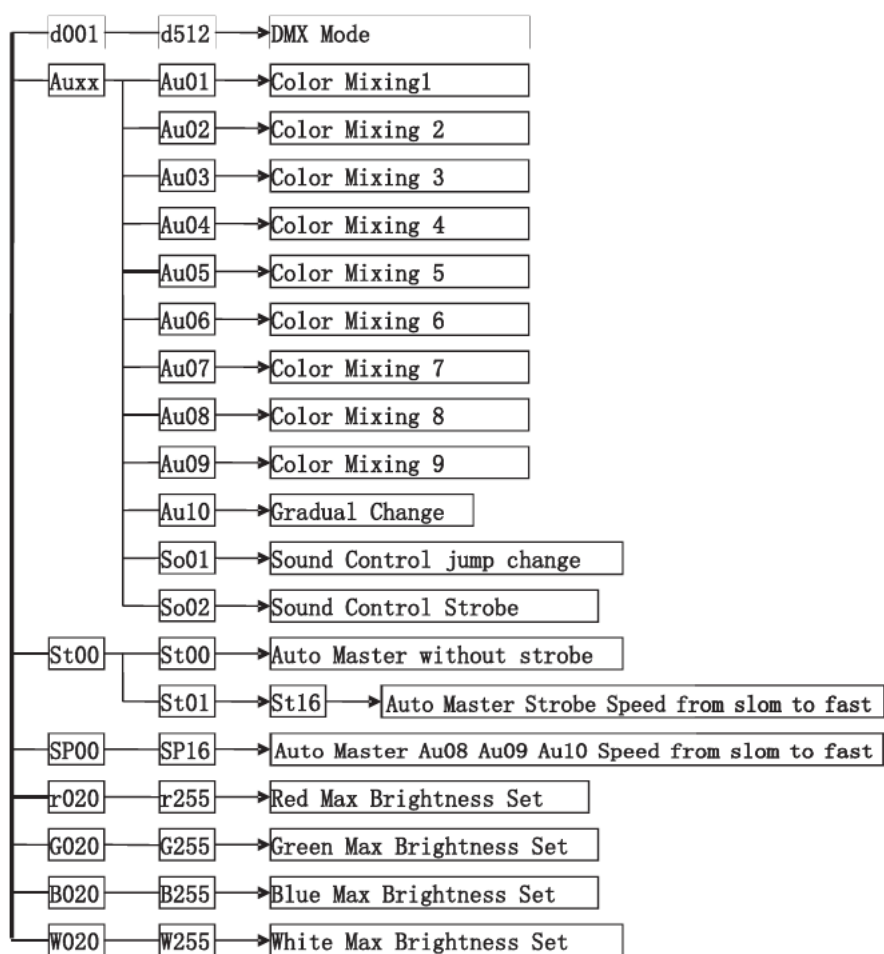 d001 d512 DMX Mode
Auxx Au01 Color Mixing1
Au02 Color Mixing 2
Au03 Color Mixing 3
Au04 Color Mixing 4
Au05 Color Mixing 5
Au06 Color Mixing 6
Au07 Color Mixing 7
Au08 Color Mixing 8
Au09 Color Mixing 9
Au10 Gradual Change
So01 Sound Control jump change
So02 Sound Control Strobe
St00 St00 Auto Master without strobe
St01 St16 Auto Master Strobe Speed from slom to fast
SP00 SP16 Auto Master Au08 Au09 Au10 Speed from slom to fast
r020 r255 Red Max Brightness Set
G020 G255 Green Max Brightness Set
B020 B255 Blue Max Brightness Set
W020 W255 White Max Brightness Set